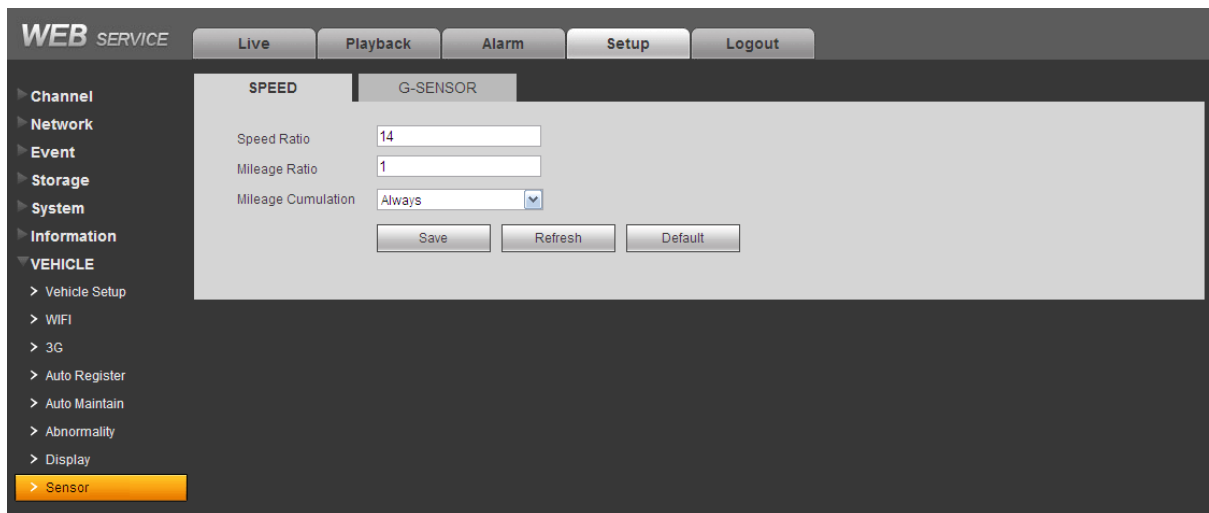 WEB SERVICE
Live Playback Alarm Setup Logout
Channel
Network
Event
Storage
System
Information
VEHICLE
> Vehicle Setup
> WIFI
> 3G
> Auto Register
> Auto Maintain
> Abnormality
> Display
> Sensor
SPEED G-SENSOR
Speed Ratio 14
Mileage Ratio 1
Mileage Cumulation Always
Save Refresh Default